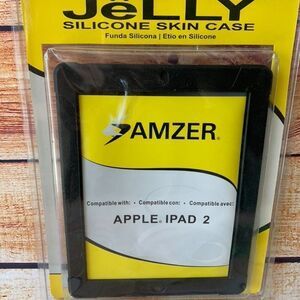 JeLLY
SILICONE SKIN CASE
Funda Silicona | Etio en Silicone
AMZER
Compatible with: • Compatible con: • Compatible avec:
APPLE® IPAD 2